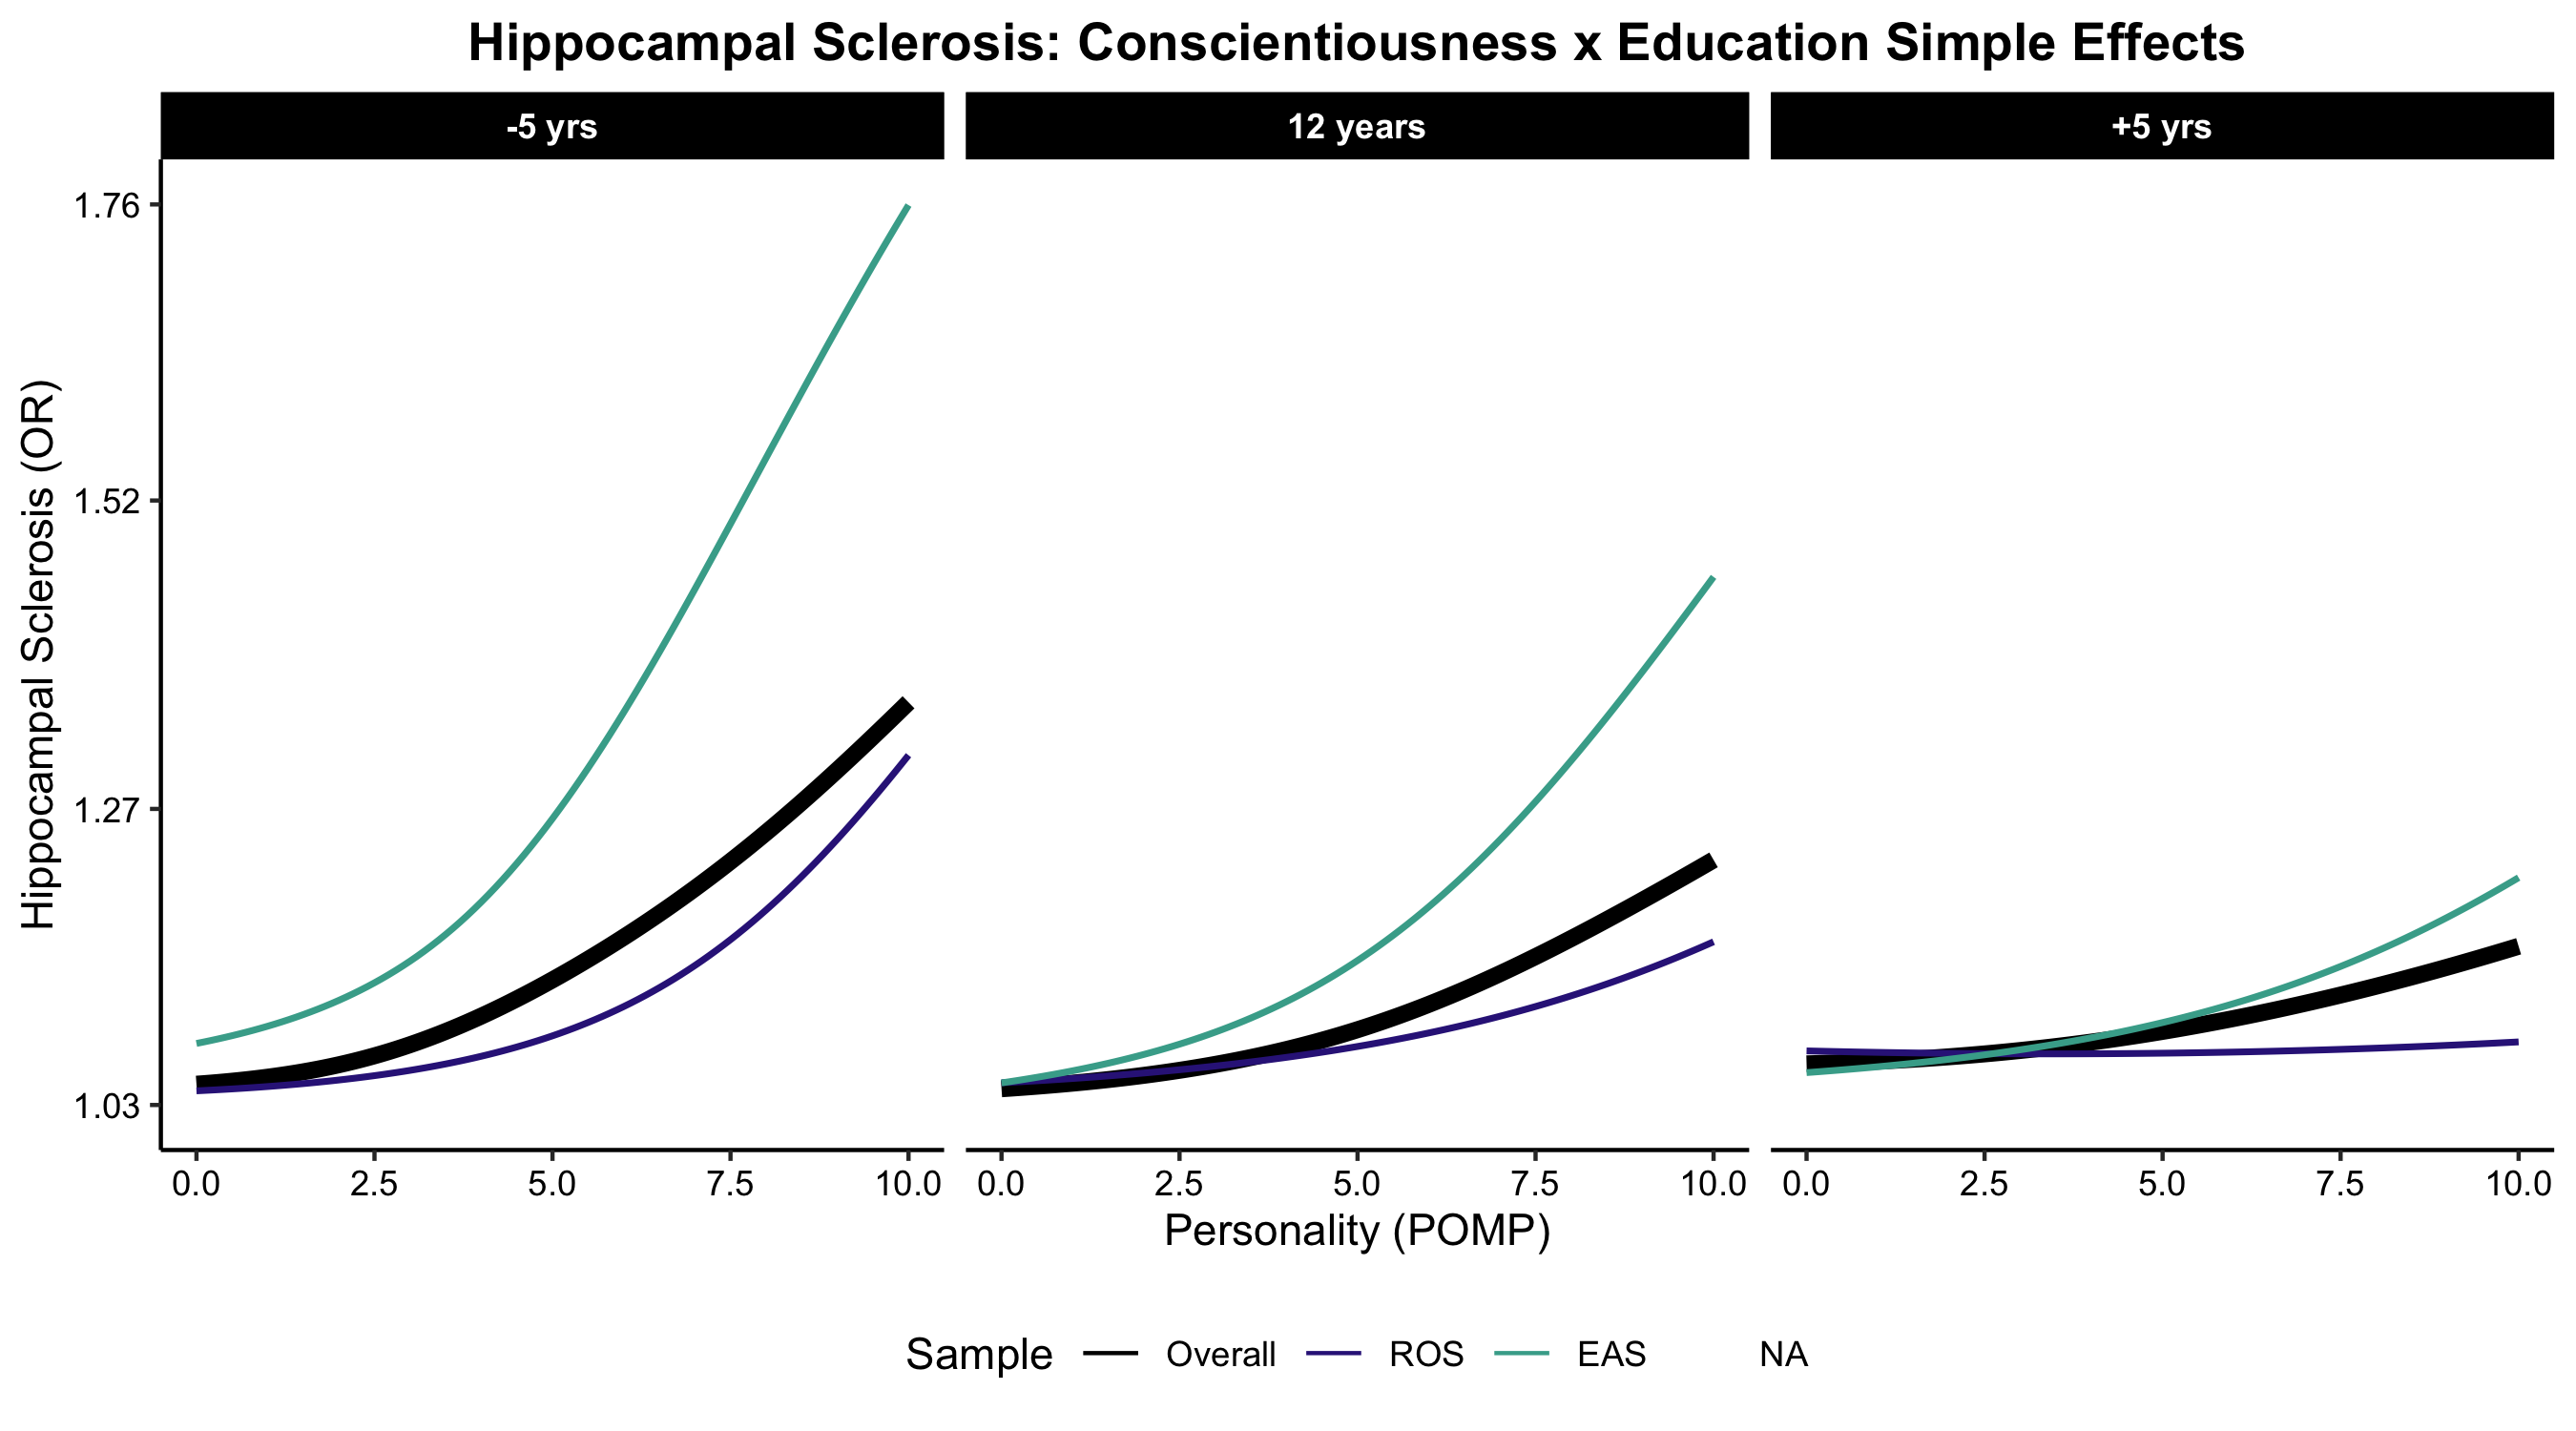 Hippocampal Sclerosis: Conscientiousness x Education Simple Effects
-5 yrs 12 years +5 yrs
Hippocampal Sclerosis (OR)
1.76
1.52
1.27
1.03
0.0 2.5 5.0 7.5 10.0 0.0 2.5 5.0 7.5 10.0 0.0 2.5 5.0 7.5 10.0
Personality (POMP)
Sample Overall ROS EAS NA